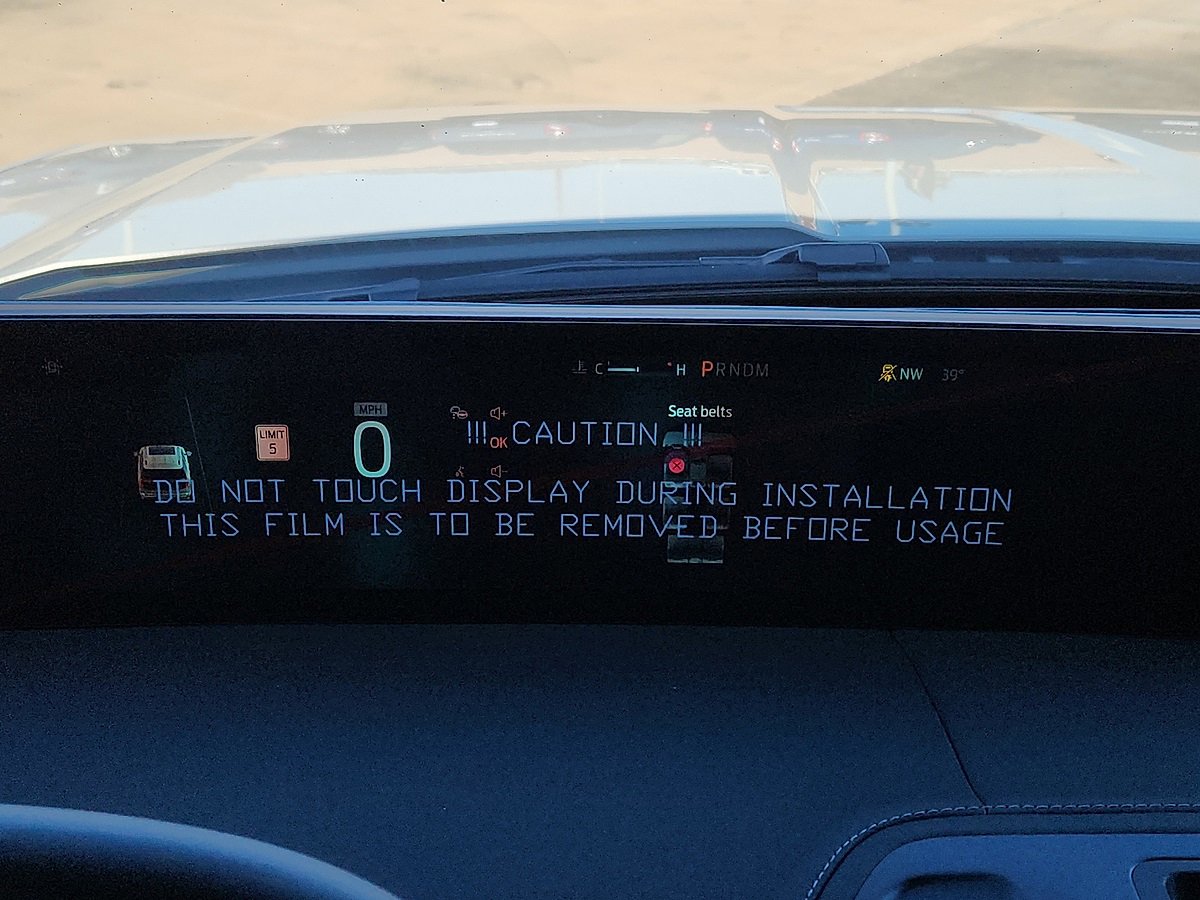 C H PRNDM NW 39°
MPH
LIMIT
5
0
Seat belts
!!! CAUTION !!!
OK
DO NOT TOUCH DISPLAY DURING INSTALLATION
THIS FILM IS TO BE REMOVED BEFORE USAGE